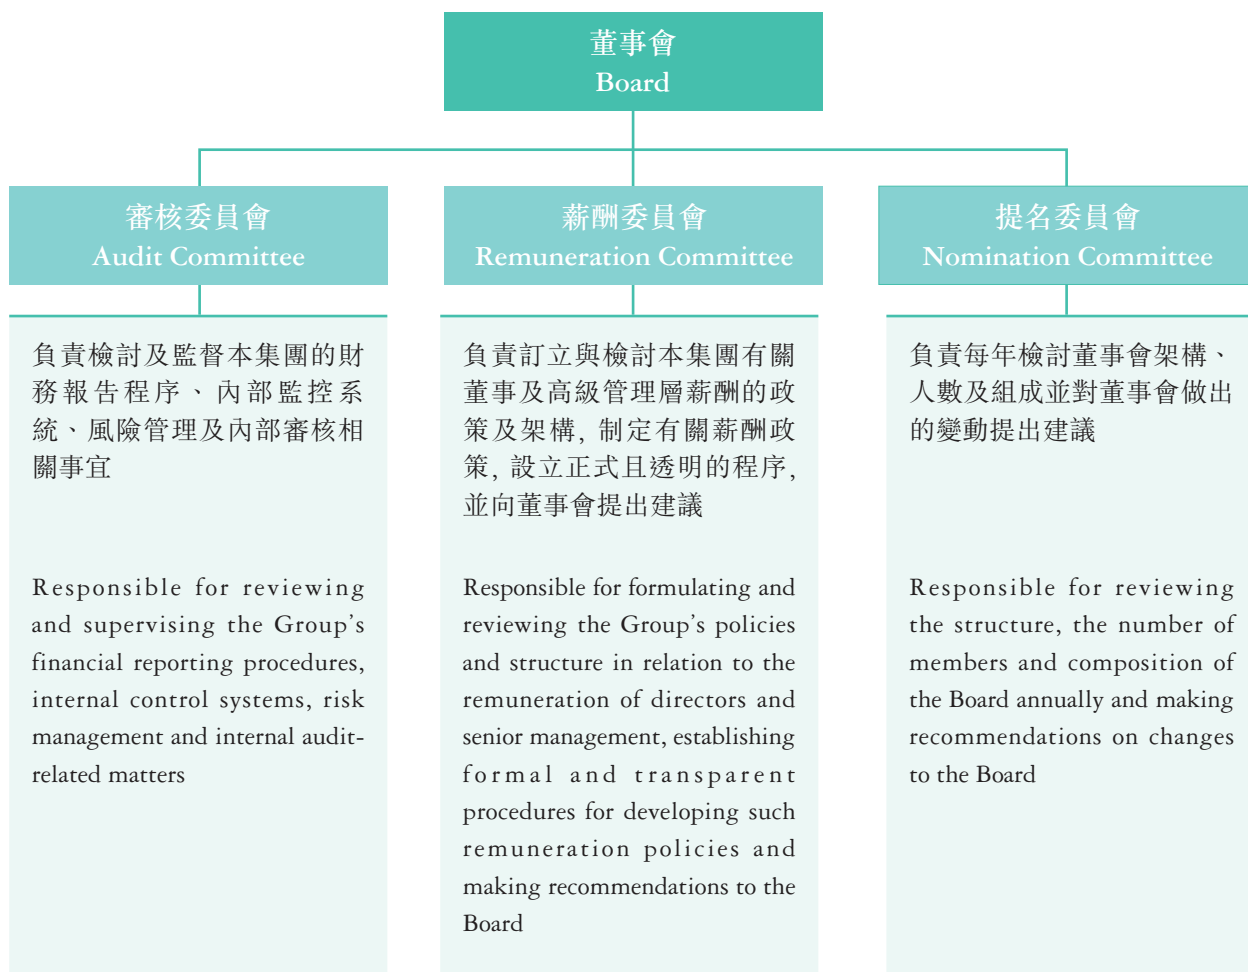 董事會
Board
審核委員會
Audit Committee
負責檢討及監督本集團的財
務報告程序、內部監控系
統、風險管理及內部審核相
關事宜
Responsible for reviewing
and supervising the Group’s
financial reporting procedures,
internal control systems, risk
management and internal audit-
related matters
薪酬委員會
Remuneration Committee
負責訂立與檢討本集團有關
董事及高級管理層薪酬的政
策及架構, 制定有關薪酬政
策, 設立正式且透明的程序,
並向董事會提出建議
Responsible for formulating and
reviewing the Group’s policies
and structure in relation to the
remuneration of directors and
senior management, establishing
formal and transparent
procedures for developing such
remuneration policies and
making recommendations to the
Board
提名委員會
Nomination Committee
負責每年檢討董事會架構、
人數及組成並對董事會做出
的變動提出建議
Responsible for reviewing
the structure, the number of
members and composition of
the Board annually and making
recommendations on changes
to the Board